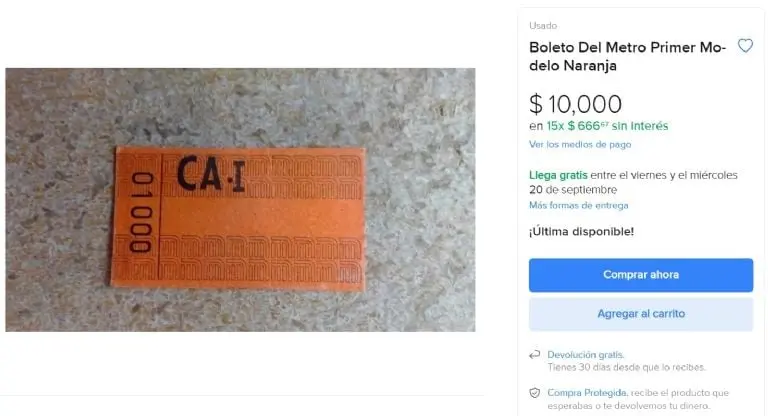 CA·I
01000
Usado
Boleto Del Metro Primer Mo-
delo Naranja
$ 10,000
en 15x $ 666⁶⁷ sin interés
Ver los medios de pago
Llega gratis entre el viernes y el miércoles
20 de septiembre
Más formas de entrega
¡Última disponible!
Comprar ahora
Agregar al carrito
Devolución gratis.
Tienes 30 días desde que lo recibes.
Compra Protegida, recibe el producto que
esperabas o te devolvemos tu dinero.